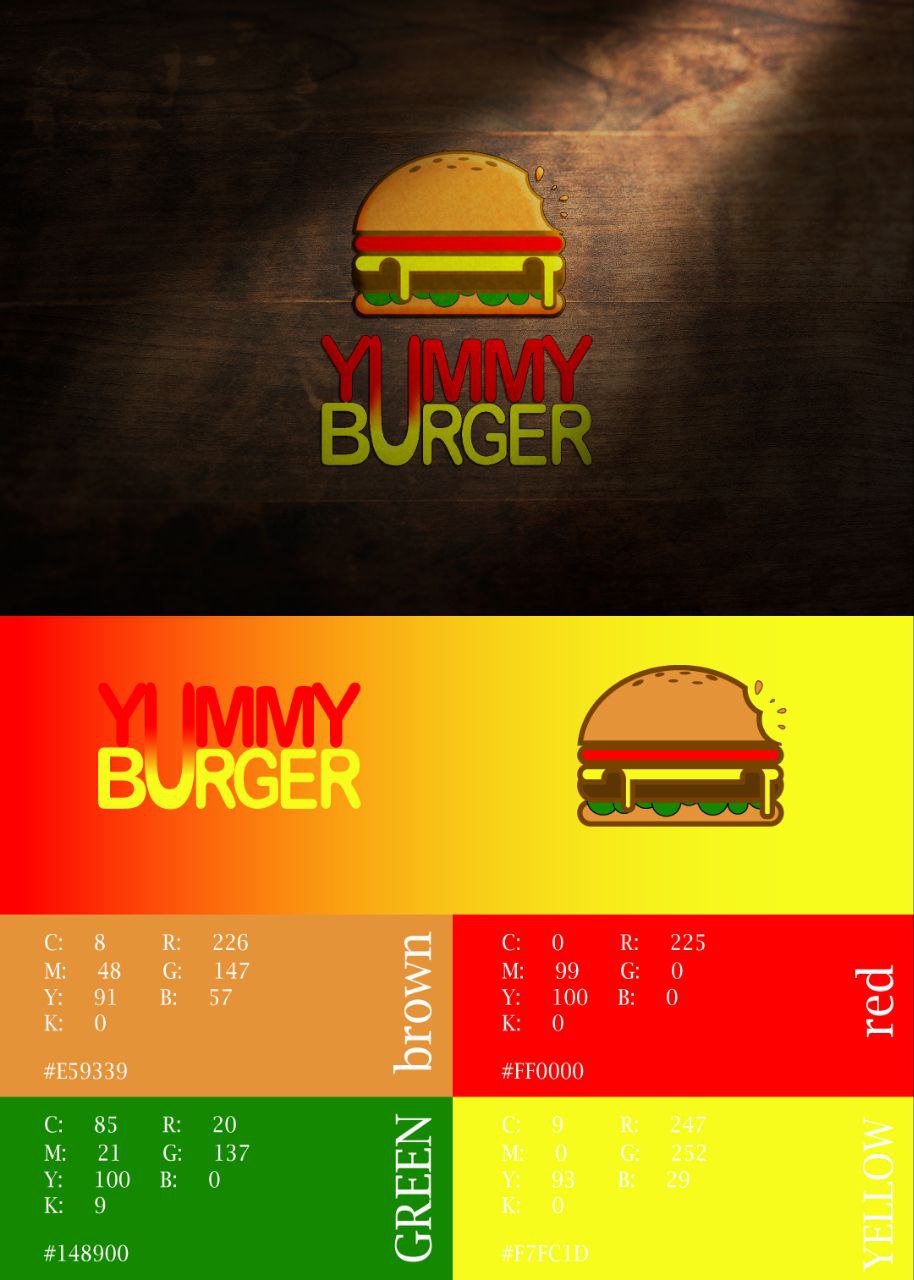 YUMMY
BURGER
YUMMY
BURGER
C: 8 R: 226
M: 48 G: 147
Y: 91 B: 57
K: 0
#E59339
brown
C: 0 R: 225
M: 99 G: 0
Y: 100 B: 0
K: 0
#FF0000
red
C: 85 R: 20
M: 21 G: 137
Y: 100 B: 0
K: 9
#148900
GREEN
C: 9 R: 247
M: 0 G: 252
Y: 93 B: 29
K: 0
#F7FC1D
YELLOW